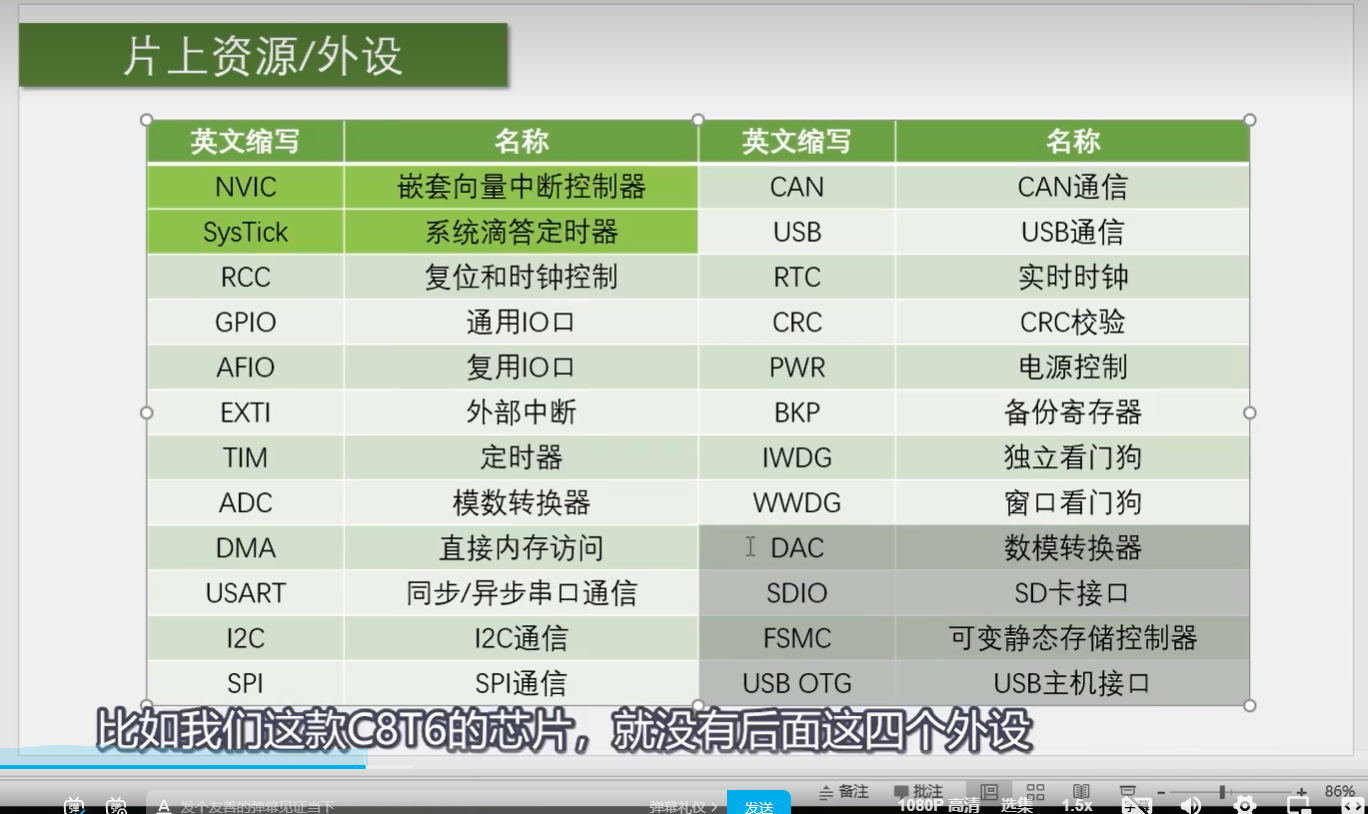 片上资源/外设
英文缩写 名称 英文缩写 名称
NVIC 嵌套向量中断控制器 CAN CAN通信
SysTick 系统滴答定时器 USB USB通信
RCC 复位和时钟控制 RTC 实时时钟
GPIO 通用IO口 CRC CRC校验
AFIO 复用IO口 PWR 电源控制
EXTI 外部中断 BKP 备份寄存器
TIM 定时器 IWDG 独立看门狗
ADC 模数转换器 WWDG 窗口看门狗
DMA 直接内存访问 DAC 数模转换器
USART 同步/异步串口通信 SDIO SD卡接口
I2C I2C通信 FSMC 可变静态存储控制器
SPI SPI通信 USB OTG USB主机接口
比如我们这款C8T6的芯片，就没有后面这四个外设
备注 批注 86%
弹 弹 A 发个友善的弹幕见证当下 弹幕礼仪 > 发送 1080P 高清 选集 1.5x 字幕